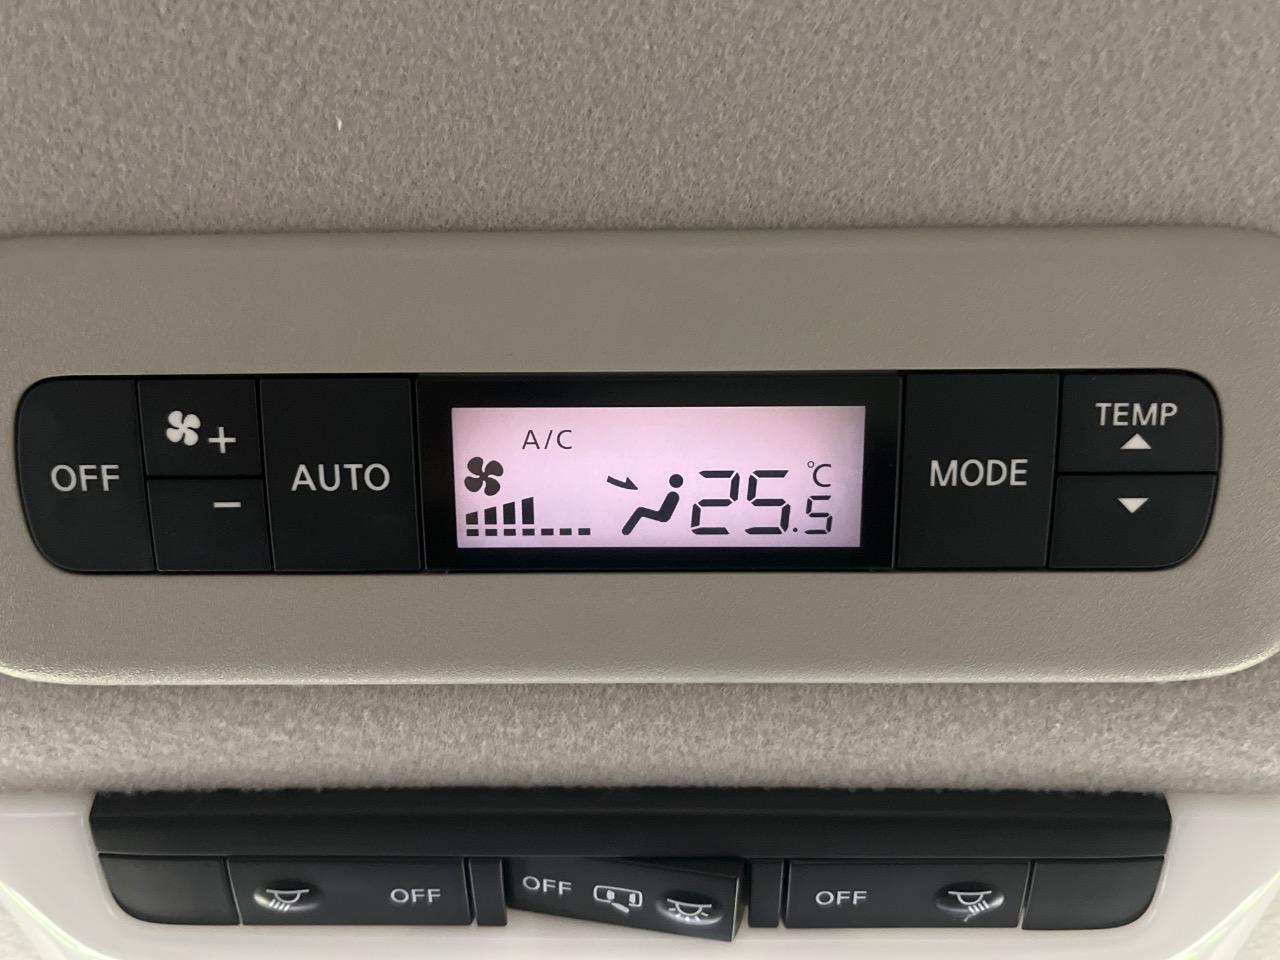 OFF
+
-
AUTO
A/C
25.5 °C
MODE
TEMP
OFF
OFF
OFF